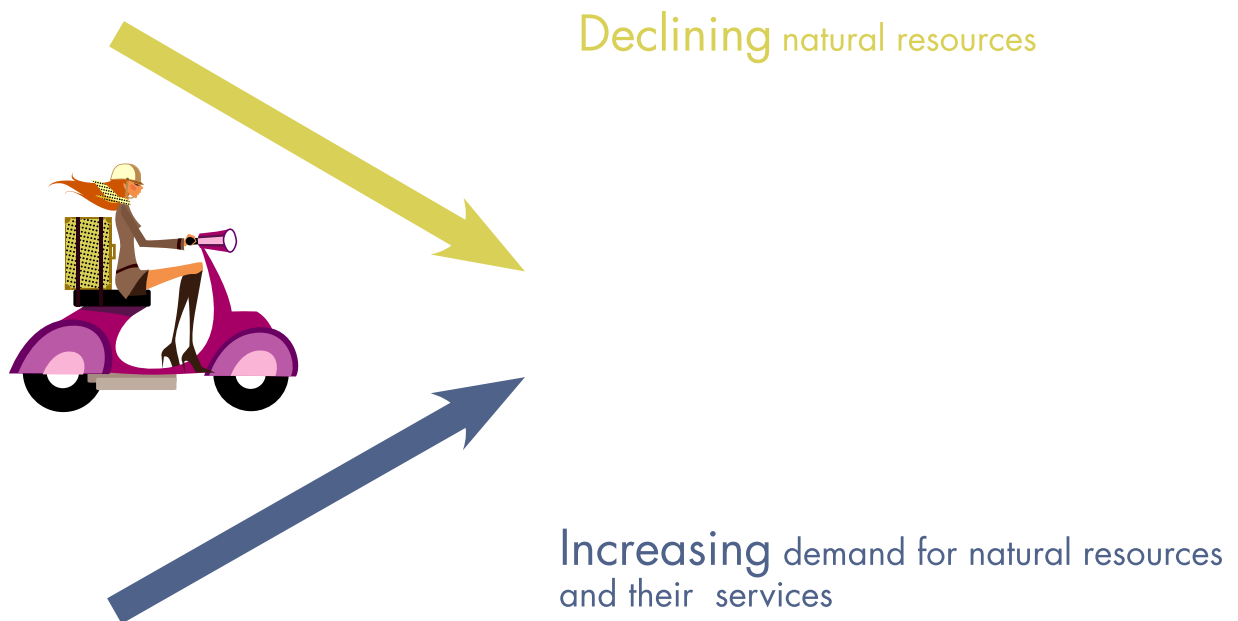 Declining natural resources
Increasing demand for natural resources
and their services